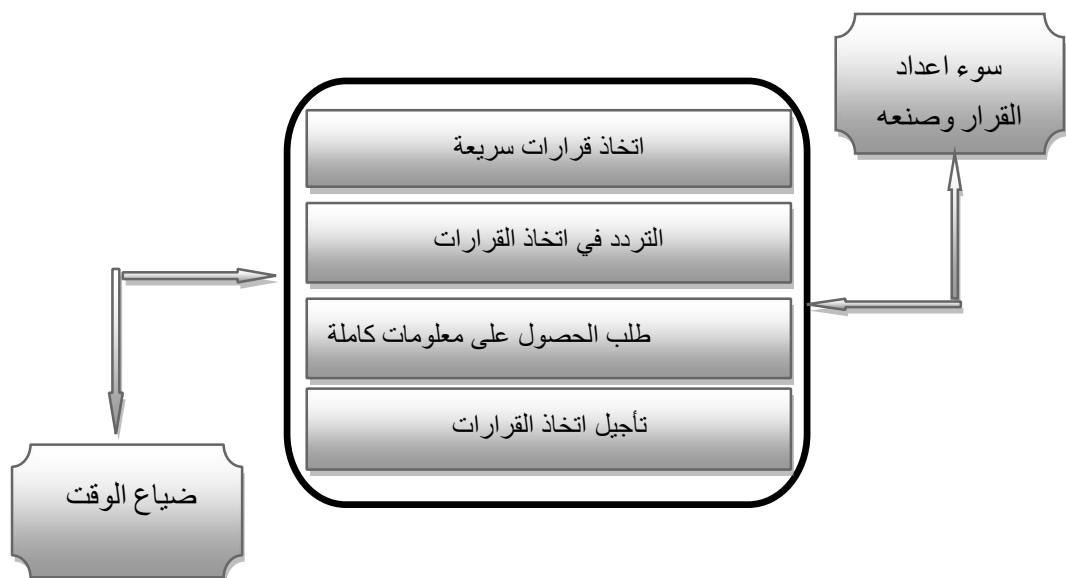 سوء اعداد
القرار وصنعه
اتخاذ قرارات سريعة
التردد في اتخاذ القرارات
طلب الحصول على معلومات كاملة
تأجيل اتخاذ القرارات
ضياع الوقت